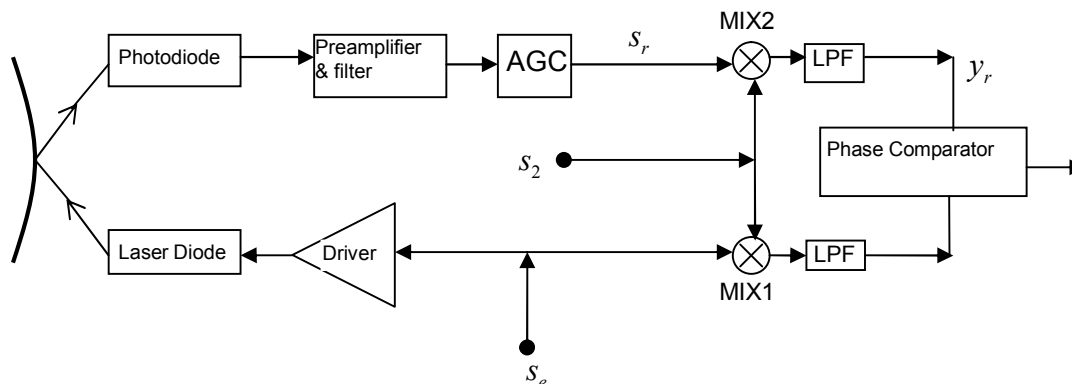 MIX2
Photodiode
Preamplifier
& filter
AGC
s_r
LPF
y_r
s_2
Phase Comparator
Laser Diode
Driver
LPF
MIX1
s_e